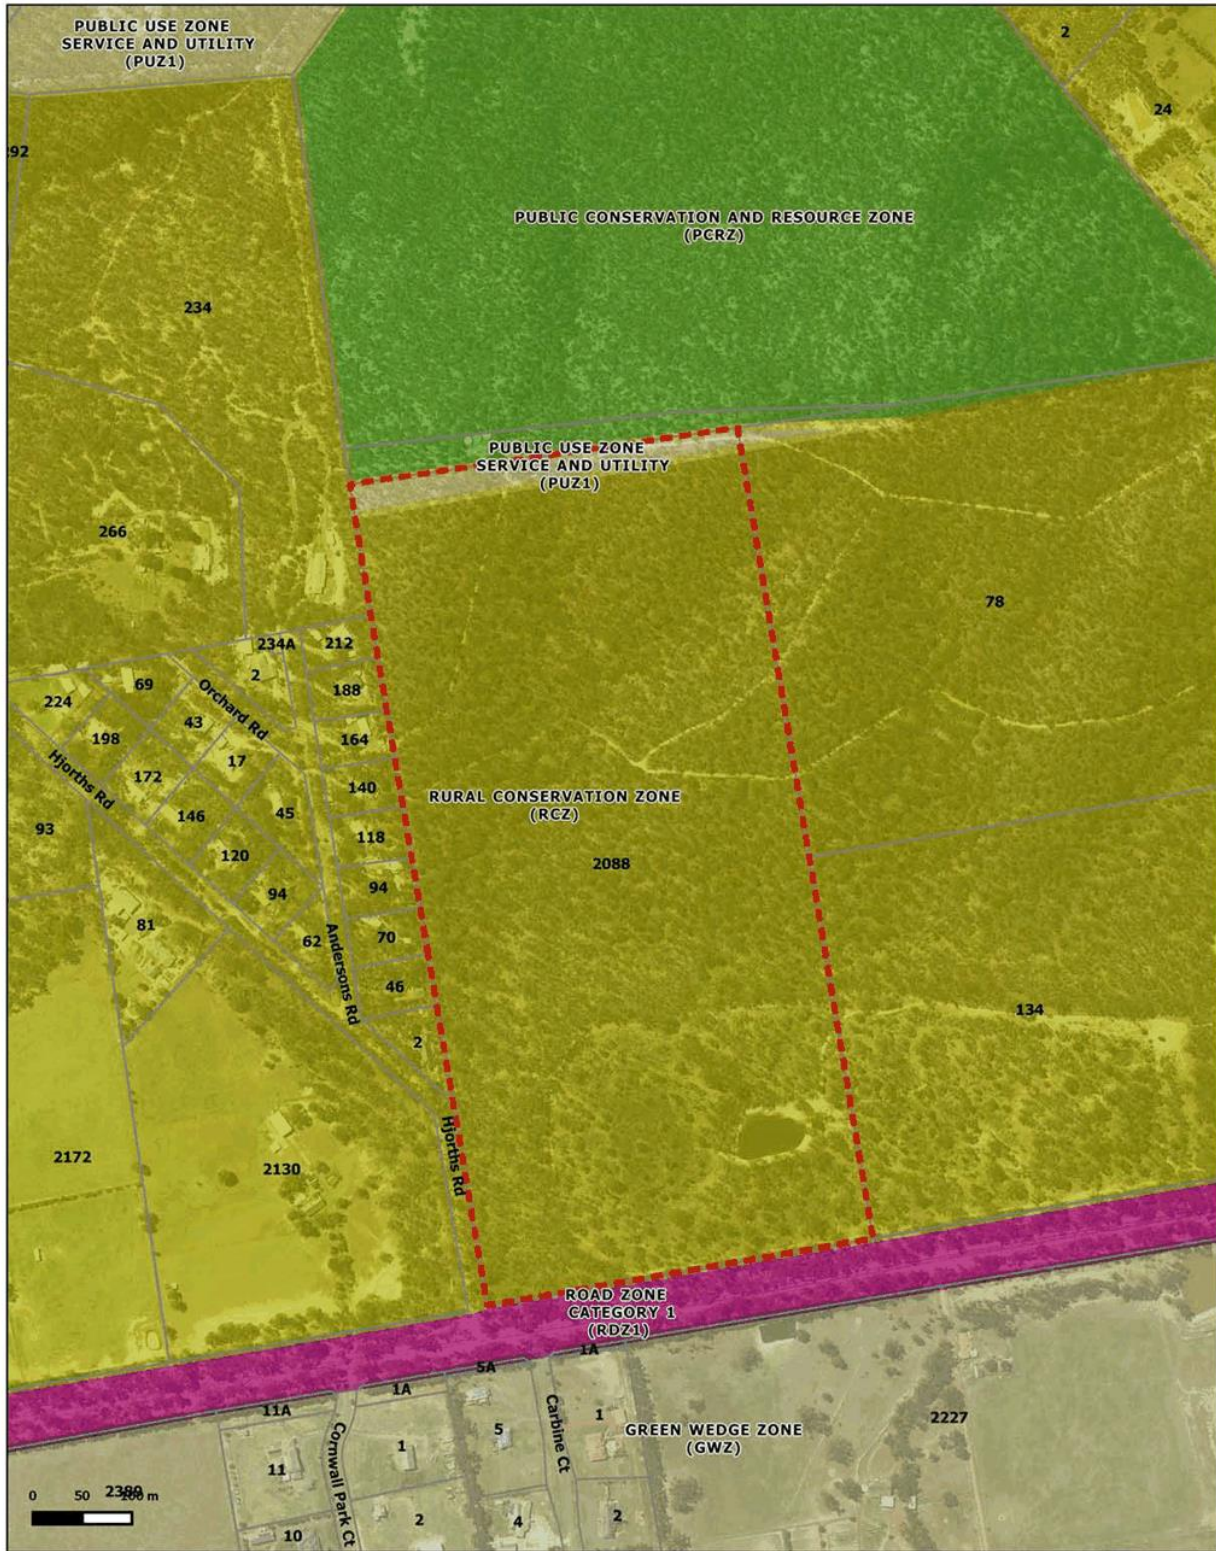 PUBLIC USE ZONE
SERVICE AND UTILITY
(PUZ1)
2
24
292
PUBLIC CONSERVATION AND RESOURCE ZONE
(PCRZ)
234
PUBLIC USE ZONE
SERVICE AND UTILITY
(PUZ1)
266
78
234A
212
2
69
188
224
Orchard Rd
43
164
198
17
Hjorths Rd
172
140
RURAL CONSERVATION ZONE
(RCZ)
146
45
93
118
120
2088
94
94
81
62
70
Andersons Rd
46
134
2
Hjorths Rd
2172
2130
ROAD ZONE
CATEGORY 1
(RDZ1)
1A
5A
1A
11A
Carbine Ct
1
5
GREEN WEDGE ZONE
(GWZ)
2227
Cornwall Park Ct
1
11
2389
0 50 100 m
2
4
2
10